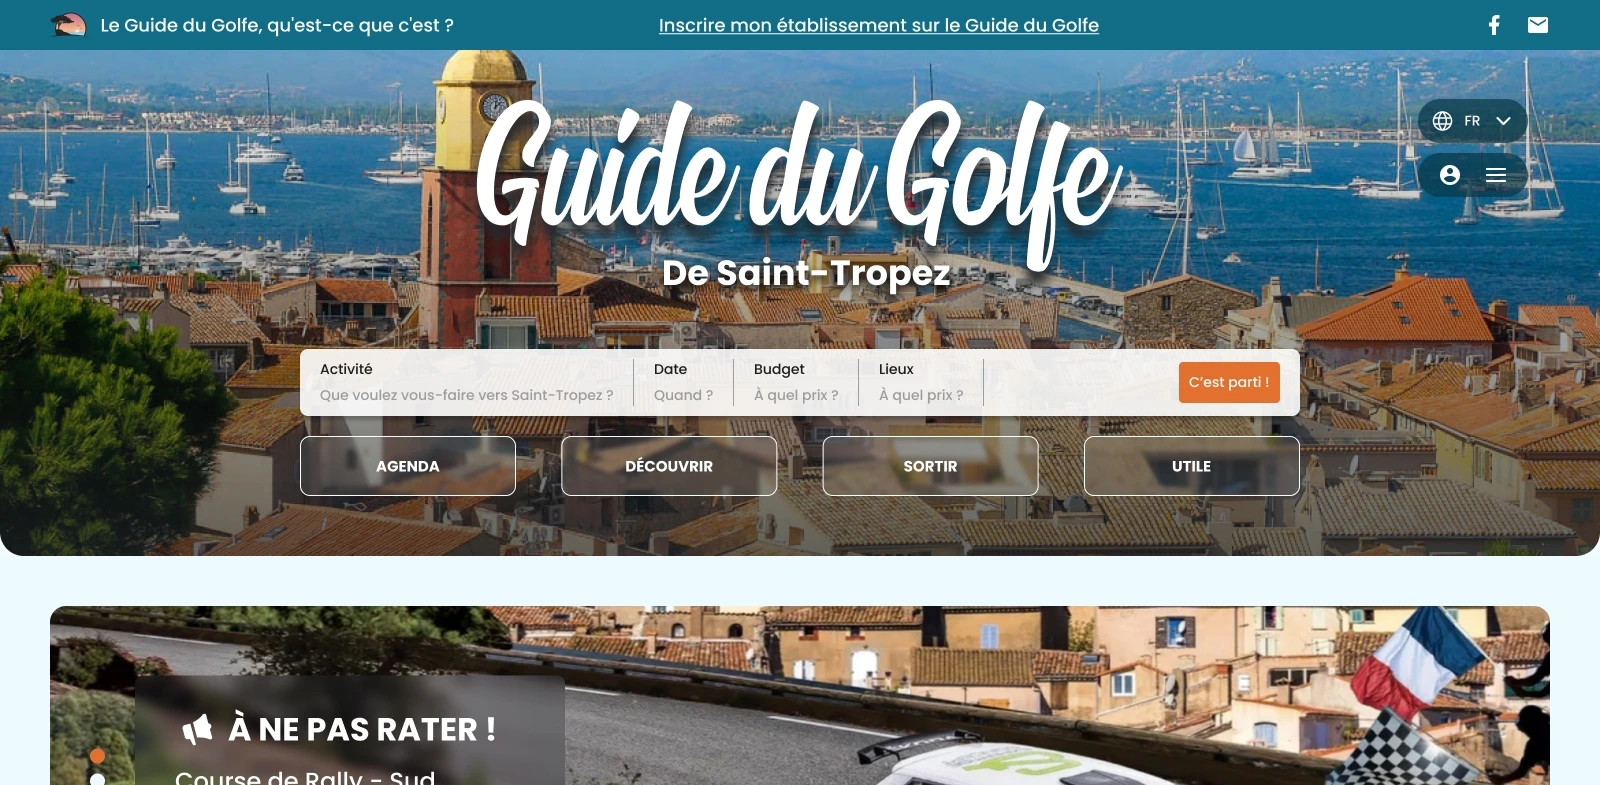 Le Guide du Golfe, qu'est-ce que c'est ?
Inscrire mon établissement sur le Guide du Golfe
Guide du Golfe
FR
De Saint-Tropez
Activité
Que voulez vous-faire vers Saint-Tropez ?
Date
Quand ?
Budget
À quel prix ?
Lieux
À quel prix ?
C'est parti !
AGENDA
DÉCOUVRIR
SORTIR
UTILE
À NE PAS RATER !
Course de Rally - Sud